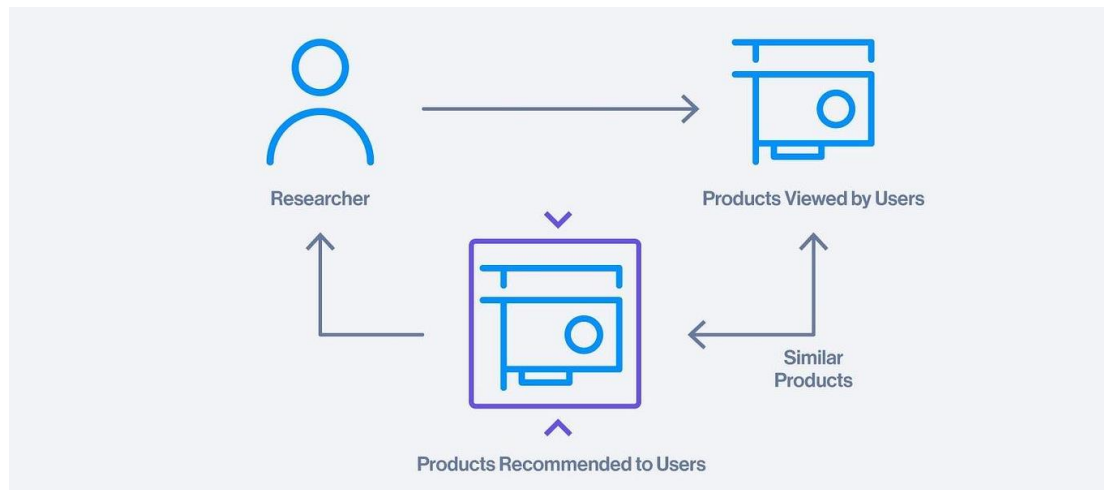 Researcher
Products Viewed by Users
Similar
Products
Products Recommended to Users